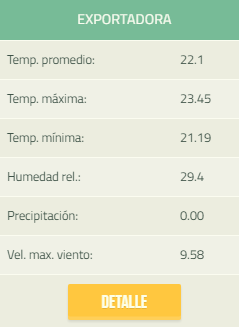 EXPORTADORA
Temp. promedio: 22.1
Temp. máxima: 23.45
Temp. mínima: 21.19
Humedad rel.: 29.4
Precipitación: 0.00
Vel. max. viento: 9.58
DETALLE